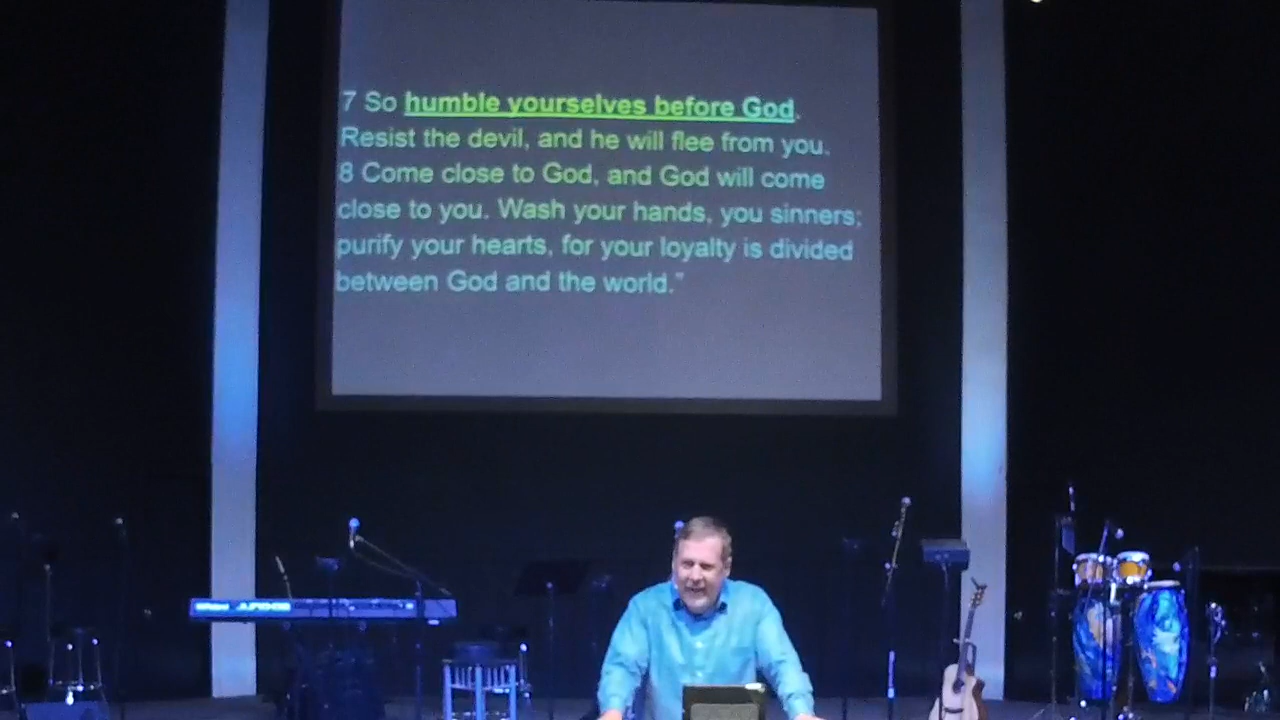 7 So humble yourselves before God.
Resist the devil, and he will flee from you.
8 Come close to God, and God will come
close to you. Wash your hands, you sinners;
purify your hearts, for your loyalty is divided
between God and the world."